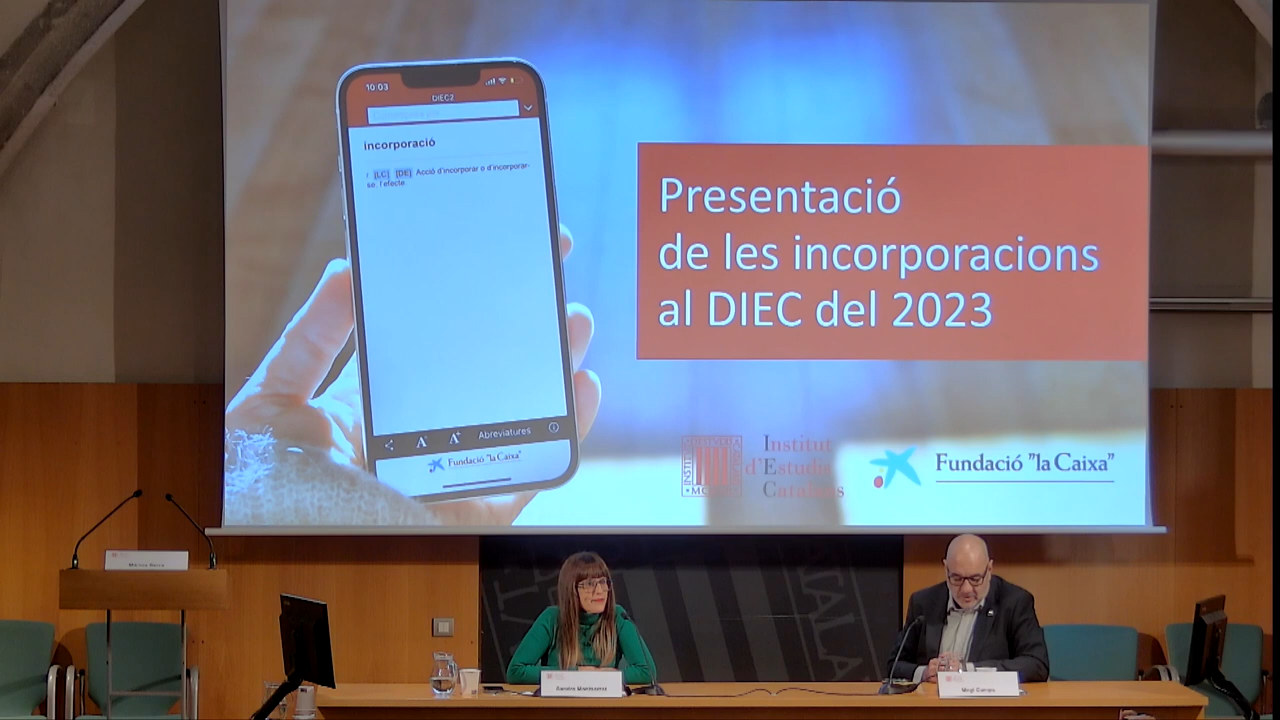 10:03
DIEC2
incorporació
f. [LC] [DE] Acció d'incorporar o d'incorporar-
se, l'efecte.
A A+ Abreviatures
Fundació "la Caixa"
Presentació
de les incorporacions
al DIEC del 2023
Institut
d'Estudis
Catalans
Fundació "la Caixa"